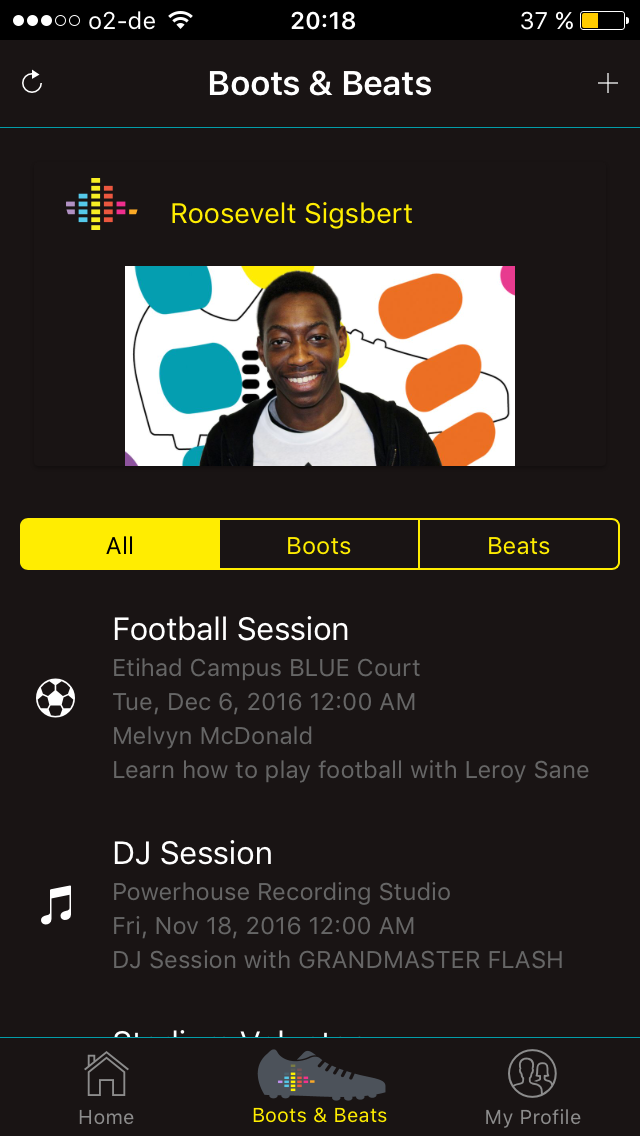 o2-de 20:18 37 %
Boots & Beats
Roosevelt Sigsbert
All Boots Beats
Football Session
Etihad Campus BLUE Court
Tue, Dec 6, 2016 12:00 AM
Melvyn McDonald
Learn how to play football with Leroy Sane
DJ Session
Powerhouse Recording Studio
Fri, Nov 18, 2016 12:00 AM
DJ Session with GRANDMASTER FLASH
Home Boots & Beats My Profile